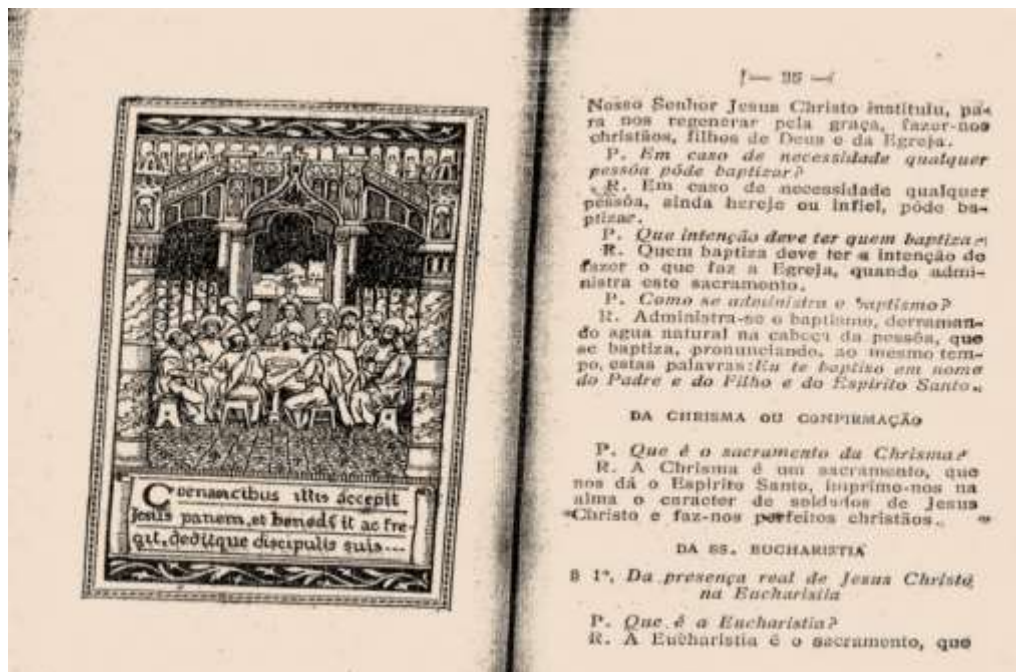 Coenantibus illis accepit
Jesus panem, et benedixit ac fre-
git, deditque discipulis suis...
— 35 —
Nosso Senhor Jesus Christo instituiu, pa-
ra nos regenerar pela graça, fazer-nos
christãos, filhos de Deus e da Egreja.
P. Em caso de necessidade qualquer
pessôa póde baptizar?
R. Em caso de necessidade qualquer
pessôa, ainda hereje ou infiel, póde ba-
ptizar.
P. Que intenção deve ter quem baptiza?
R. Quem baptiza deve ter a intenção de
fazer o que faz a Egreja, quando admi-
nistra este sacramento.
P. Como se administra o baptismo?
R. Administra-se o baptismo, derraman-
do agua natural na cabeça da pessôa, que
se baptiza, pronunciando, ao mesmo tem-
po, estas palavras: Eu te baptiso em nome
do Padre e do Filho e do Espirito Santo.
DA CHRISMA OU CONFIRMAÇÃO
P. Que é o sacramento da Chrisma?
R. A Chrisma é um sacramento, que
nos dá o Espirito Santo, imprime-nos na
alma o caracter de soldados de Jesus
Christo e faz-nos perfeitos christãos.
DA SS. EUCHARISTIA
§ 1º. Da presença real de Jesus Christo
na Eucharistia
P. Que é a Eucharistia?
R. A Eucharistia é o sacramento, que